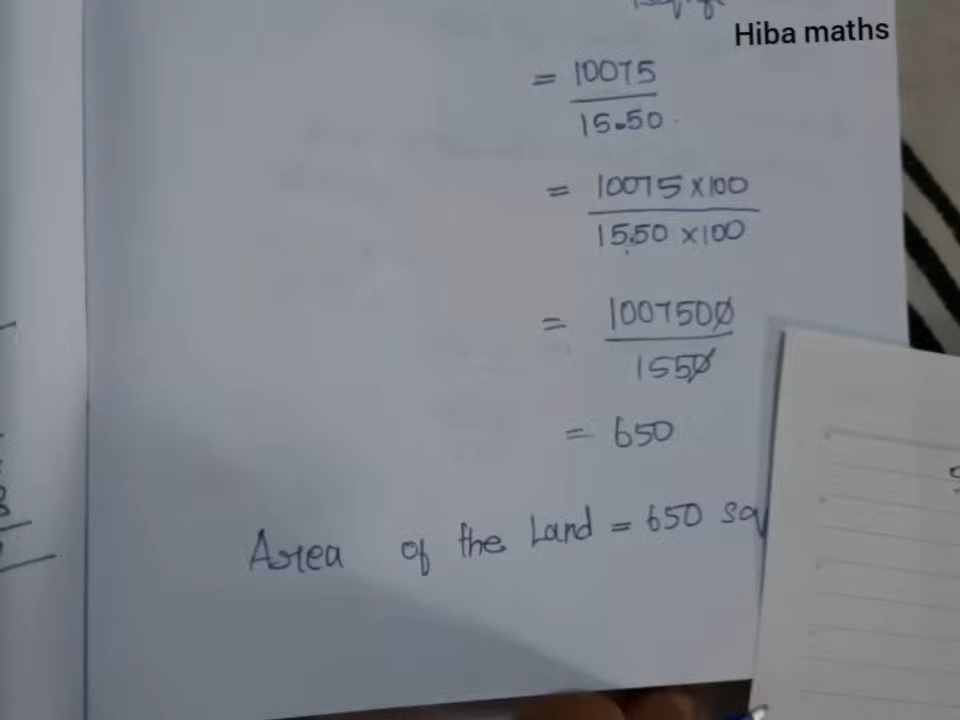 Hiba maths
= 10075
15.50
= 10075 x 100
15.50 x 100
= 1007500
1550
= 650
Area of the Land = 650 sq